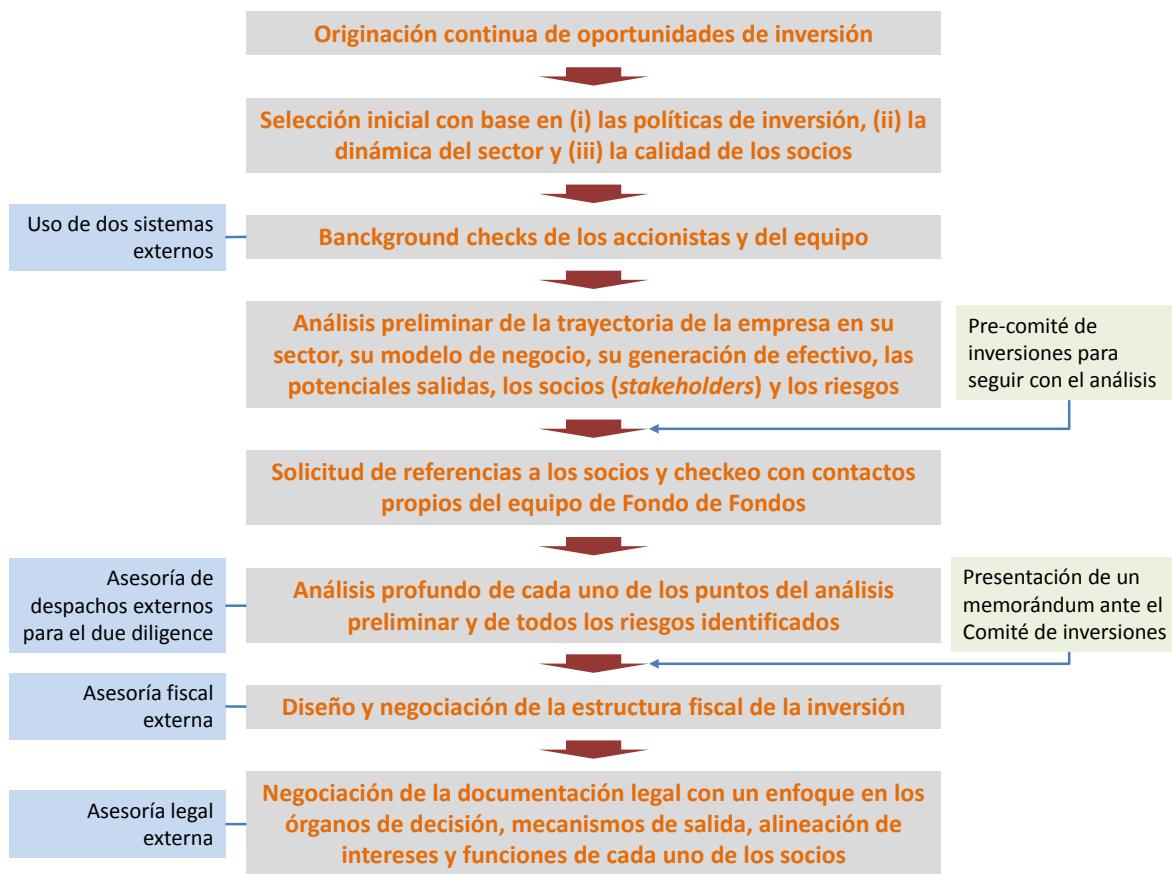 Originación continua de oportunidades de inversión
Selección inicial con base en (i) las políticas de inversión, (ii) la
dinámica del sector y (iii) la calidad de los socios
Uso de dos sistemas
externos
Banckground checks de los accionistas y del equipo
Análisis preliminar de la trayectoria de la empresa en su
sector, su modelo de negocio, su generación de efectivo, las
potenciales salidas, los socios (stakeholders) y los riesgos
Pre-comité de
inversiones para
seguir con el análisis
Solicitud de referencias a los socios y checkeo con contactos
propios del equipo de Fondo de Fondos
Asesoría de
despachos externos
para el due diligence
Análisis profundo de cada uno de los puntos del análisis
preliminar y de todos los riesgos identificados
Presentación de un
memorándum ante el
Comité de inversiones
Asesoría fiscal
externa
Diseño y negociación de la estructura fiscal de la inversión
Asesoría legal
externa
Negociación de la documentación legal con un enfoque en los
órganos de decisión, mecanismos de salida, alineación de
intereses y funciones de cada uno de los socios